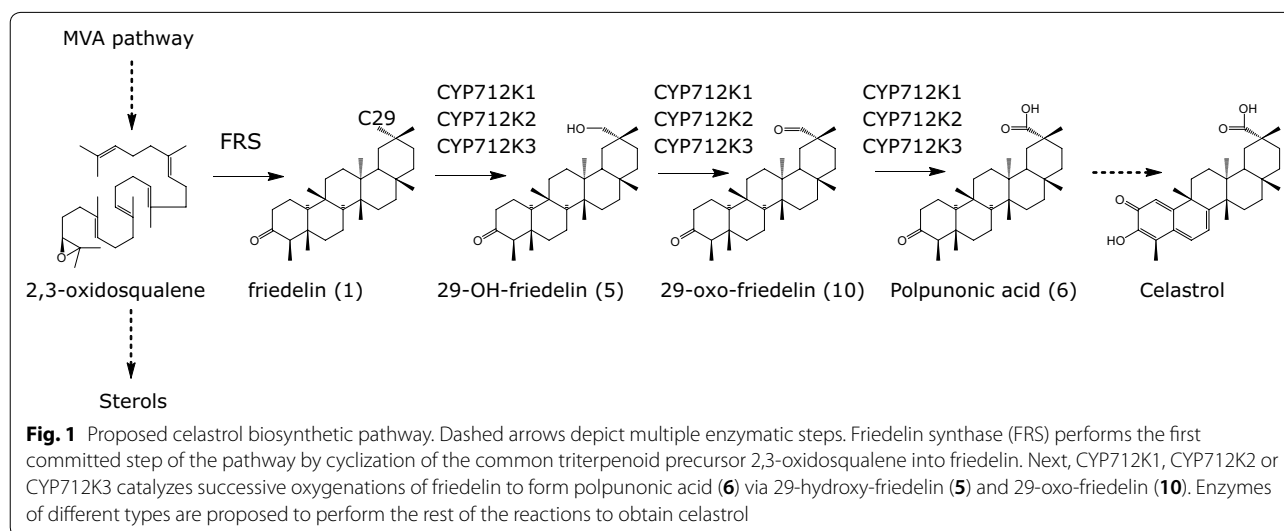 MVA pathway
FRS
C29
CYP712K1
CYP712K2
CYP712K3
CYP712K1
CYP712K2
CYP712K3
CYP712K1
CYP712K2
CYP712K3
O
O
HO
O
O
O
OH
O
O
OH
O
O
HO
2,3-oxidosqualene
friedelin (1)
29-OH-friedelin (5)
29-oxo-friedelin (10)
Polpunonic acid (6)
Celastrol
Sterols
Fig. 1 Proposed celastrol biosynthetic pathway. Dashed arrows depict multiple enzymatic steps. Friedelin synthase (FRS) performs the first
committed step of the pathway by cyclization of the common triterpenoid precursor 2,3-oxidosqualene into friedelin. Next, CYP712K1, CYP712K2 or
CYP712K3 catalyzes successive oxygenations of friedelin to form polpunonic acid (6) via 29-hydroxy-friedelin (5) and 29-oxo-friedelin (10). Enzymes
of different types are proposed to perform the rest of the reactions to obtain celastrol